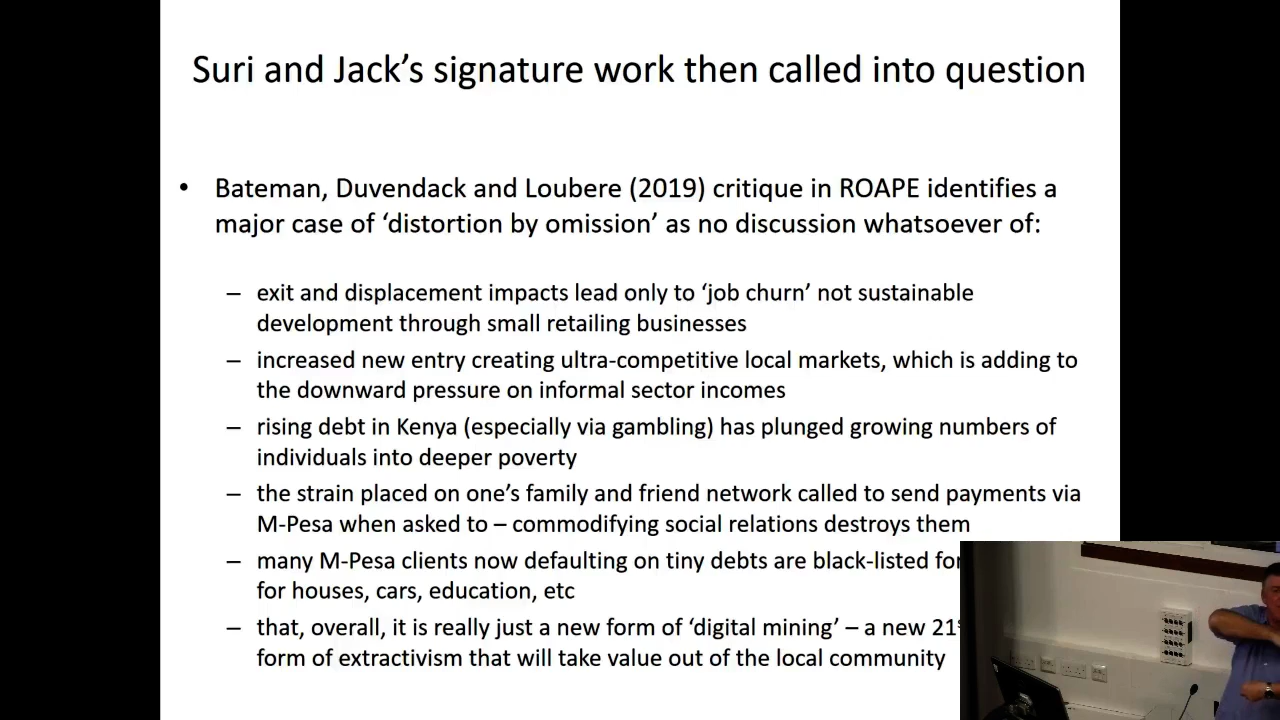 Suri and Jack’s signature work then called into question
• Bateman, Duvendack and Loubere (2019) critique in ROAPE identifies a
major case of ‘distortion by omission’ as no discussion whatsoever of:
– exit and displacement impacts lead only to ‘job churn’ not sustainable
development through small retailing businesses
– increased new entry creating ultra-competitive local markets, which is adding to
the downward pressure on informal sector incomes
– rising debt in Kenya (especially via gambling) has plunged growing numbers of
individuals into deeper poverty
– the strain placed on one’s family and friend network called to send payments via
M-Pesa when asked to – commodifying social relations destroys them
– many M-Pesa clients now defaulting on tiny debts are black-listed
for houses, cars, education, etc
– that, overall, it is really just a new form of ‘digital mining’ – a new
form of extractivism that will take value out of the local community